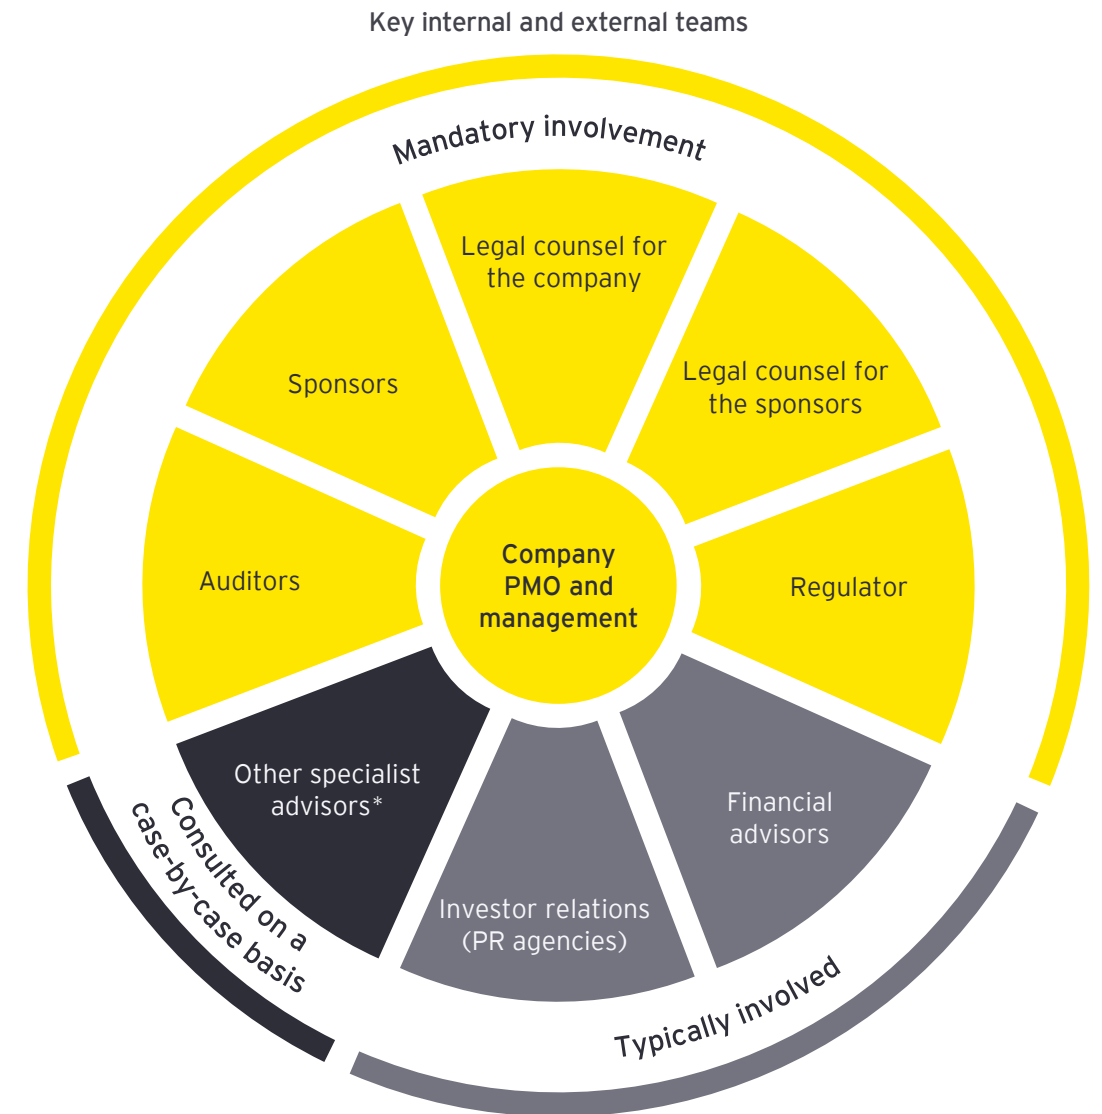 Key internal and external teams
Mandatory involvement
Legal counsel for
the company
Sponsors
Legal counsel for
the sponsors
Auditors
Company
PMO and
management
Regulator
Other specialist
advisors*
Financial
advisors
Investor relations
(PR agencies)
Consulted on a
case-by-case basis
Typically involved